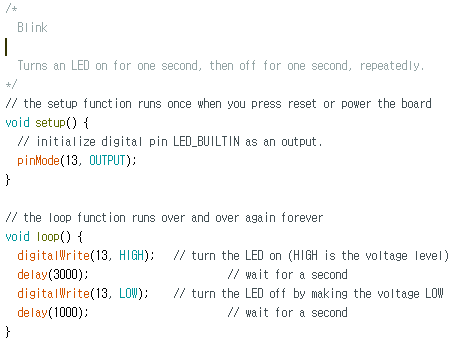 /*
  Blink

  Turns an LED on for one second, then off for one second, repeatedly.
*/
// the setup function runs once when you press reset or power the board
void setup() {
  // initialize digital pin LED_BUILTIN as an output.
  pinMode(13, OUTPUT);
}

// the loop function runs over and over again forever
void loop() {
  digitalWrite(13, HIGH);   // turn the LED on (HIGH is the voltage level)
  delay(3000);                       // wait for a second
  digitalWrite(13, LOW);    // turn the LED off by making the voltage LOW
  delay(1000);                       // wait for a second
}